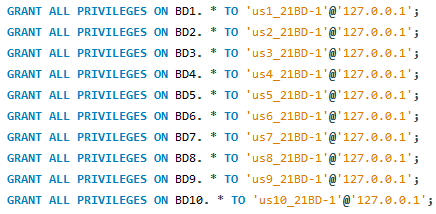 GRANT ALL PRIVILEGES ON BD1. * TO 'us1_21BD-1'@'127.0.0.1';
GRANT ALL PRIVILEGES ON BD2. * TO 'us2_21BD-1'@'127.0.0.1';
GRANT ALL PRIVILEGES ON BD3. * TO 'us3_21BD-1'@'127.0.0.1';
GRANT ALL PRIVILEGES ON BD4. * TO 'us4_21BD-1'@'127.0.0.1';
GRANT ALL PRIVILEGES ON BD5. * TO 'us5_21BD-1'@'127.0.0.1';
GRANT ALL PRIVILEGES ON BD6. * TO 'us6_21BD-1'@'127.0.0.1';
GRANT ALL PRIVILEGES ON BD7. * TO 'us7_21BD-1'@'127.0.0.1';
GRANT ALL PRIVILEGES ON BD8. * TO 'us8_21BD-1'@'127.0.0.1';
GRANT ALL PRIVILEGES ON BD9. * TO 'us9_21BD-1'@'127.0.0.1';
GRANT ALL PRIVILEGES ON BD10. * TO 'us10_21BD-1'@'127.0.0.1';